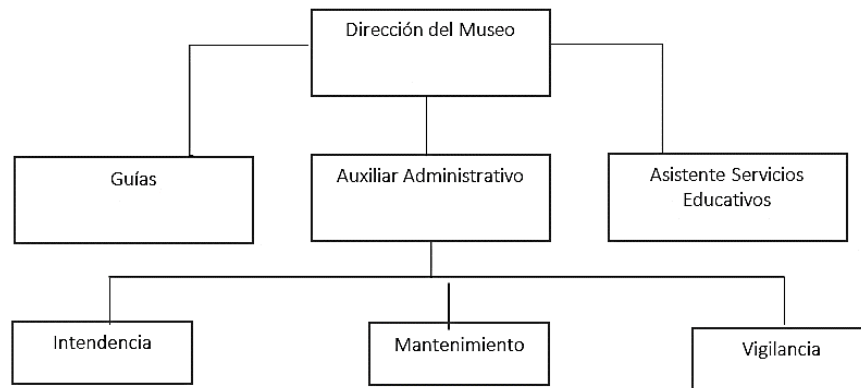 Dirección del Museo
Guías
Auxiliar Administrativo
Asistente Servicios
Educativos
Intendencia
Mantenimiento
Vigilancia